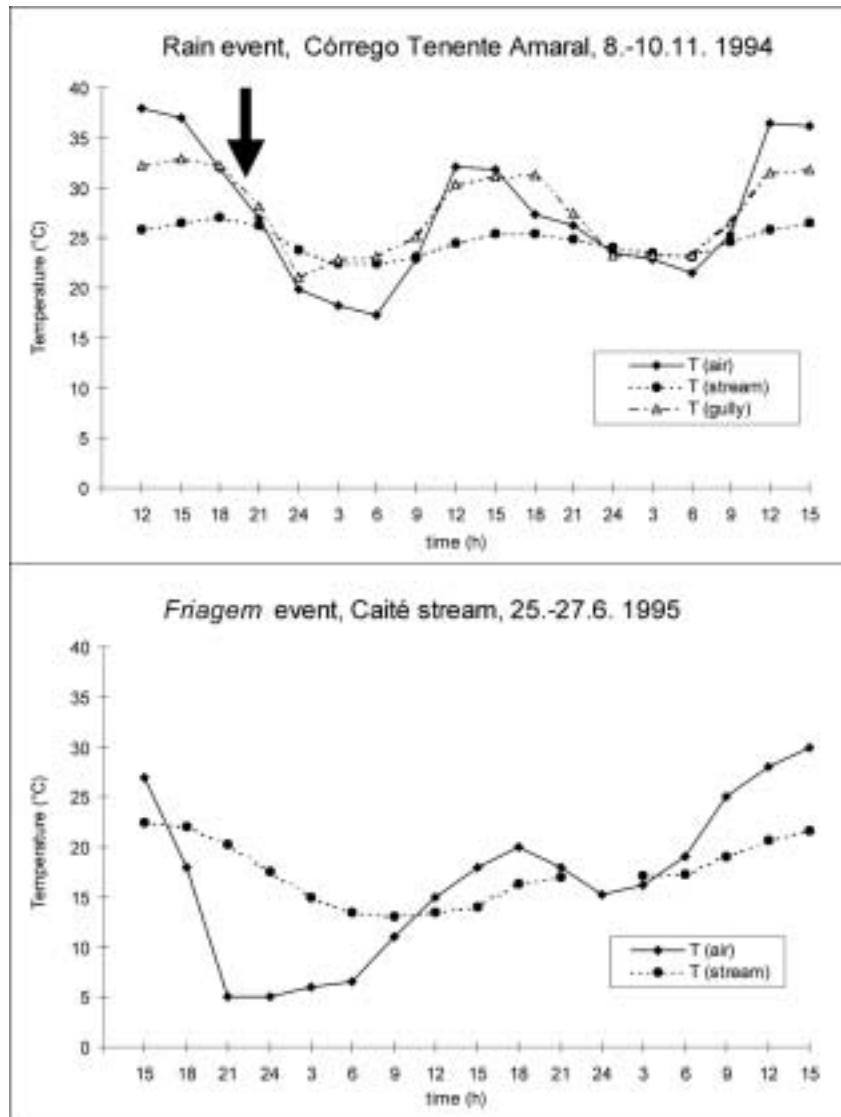 Rain event, Córrego Tenente Amaral, 8.-10.11. 1994
40
35
30
25
20
15
10
5
0
Temperature (°C)
T (air)
T (stream)
T (gully)
12 15 18 21 24 3 6 9 12 15 18 21 24 3 6 9 12 15
time (h)
Friagem event, Caité stream, 25.-27.6. 1995
40
35
30
25
20
15
10
5
0
Temperature (°C)
T (air)
T (stream)
15 18 21 24 3 6 9 12 15 18 21 24 3 6 9 12 15
time (h)